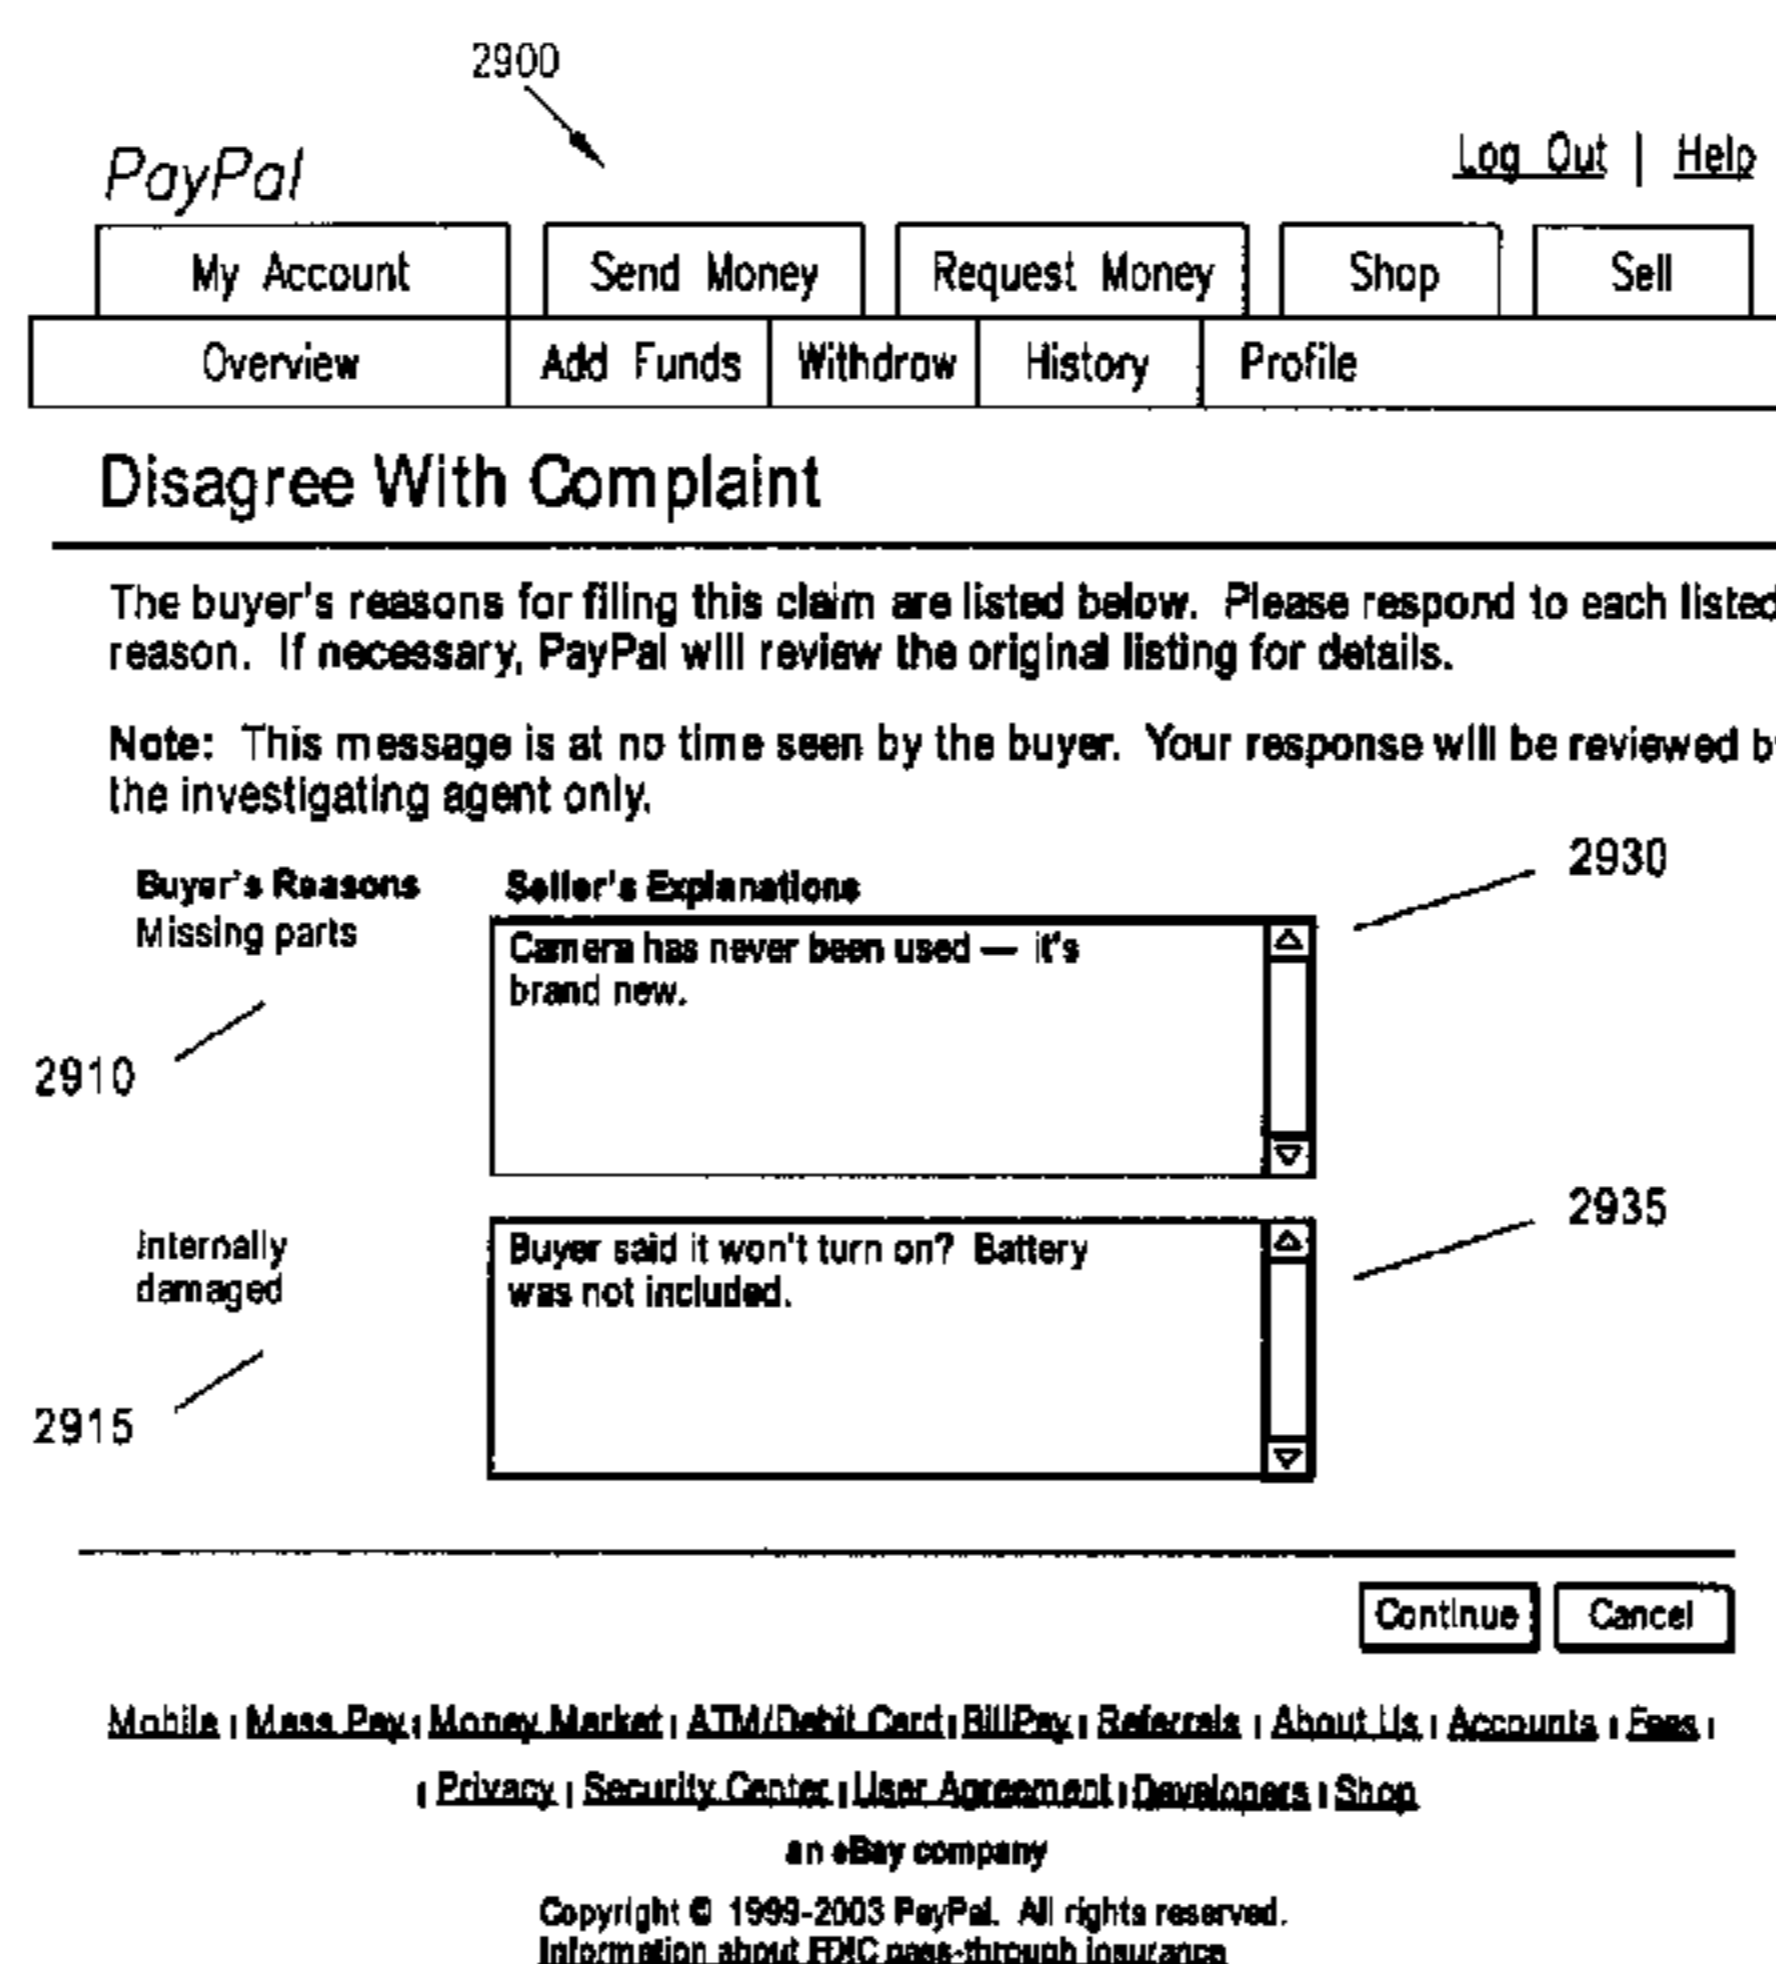 2900
PayPal
Log Out | Help
My Account Send Money Request Money Shop Sell
Overview Add Funds Withdraw History Profile
Disagree With Complaint
The buyer's reasons for filing this claim are listed below. Please respond to each listed
reason. If necessary, PayPal will review the original listing for details.
Note: This message is at no time seen by the buyer. Your response will be reviewed by
the investigating agent only.
2930
Buyer's Reasons Seller's Explanations
Missing parts
Camera has never been used — it's
brand new.
2910
2935
Internally
damaged
Buyer said it won't turn on? Battery
was not included.
2915
Continue Cancel
Mobile | Mass Pay | Money Market | ATM/Debit Card | BillPay | Referrals | About Us | Accounts | Fees |
| Privacy | Security Center | User Agreement | Developers | Shop
an eBay company
Copyright © 1999-2003 PayPal. All rights reserved.
Information about FDIC pass-through insurance